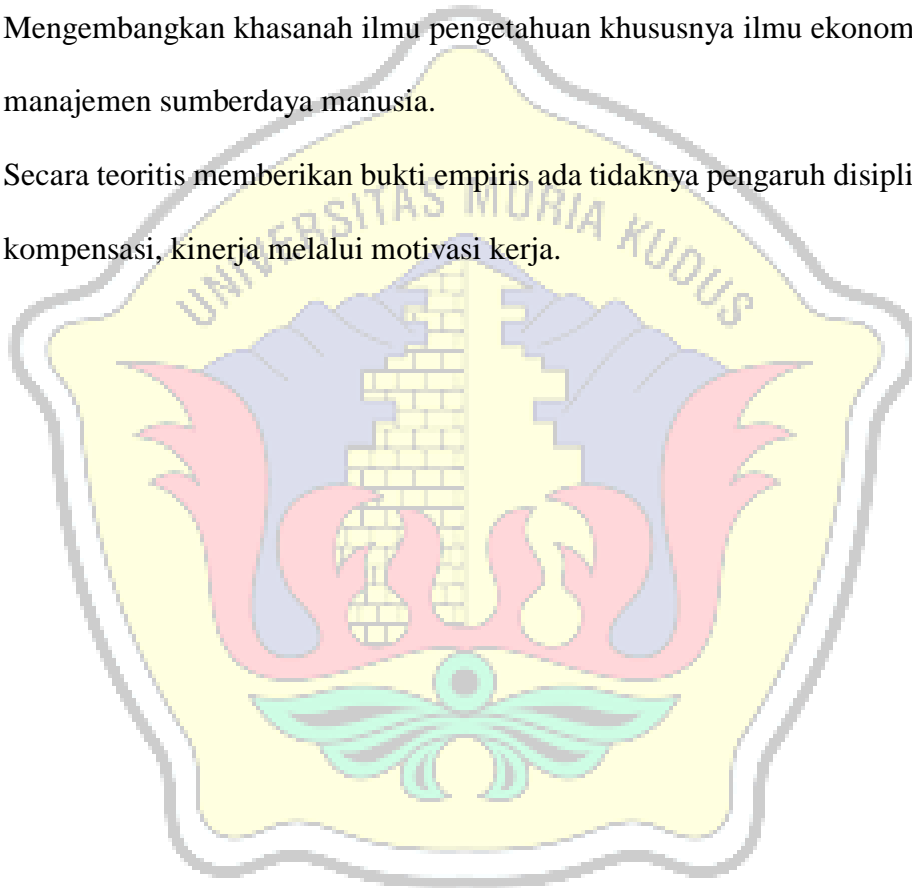 Mengembangkan khasanah ilmu pengetahuan khususnya ilmu ekonom
manajemen sumberdaya manusia.
Secara teoritis memberikan bukti empiris ada tidaknya pengaruh disipli
kompensasi, kinerja melalui motivasi kerja.
UNIVERSITAS MURIA KUDUS